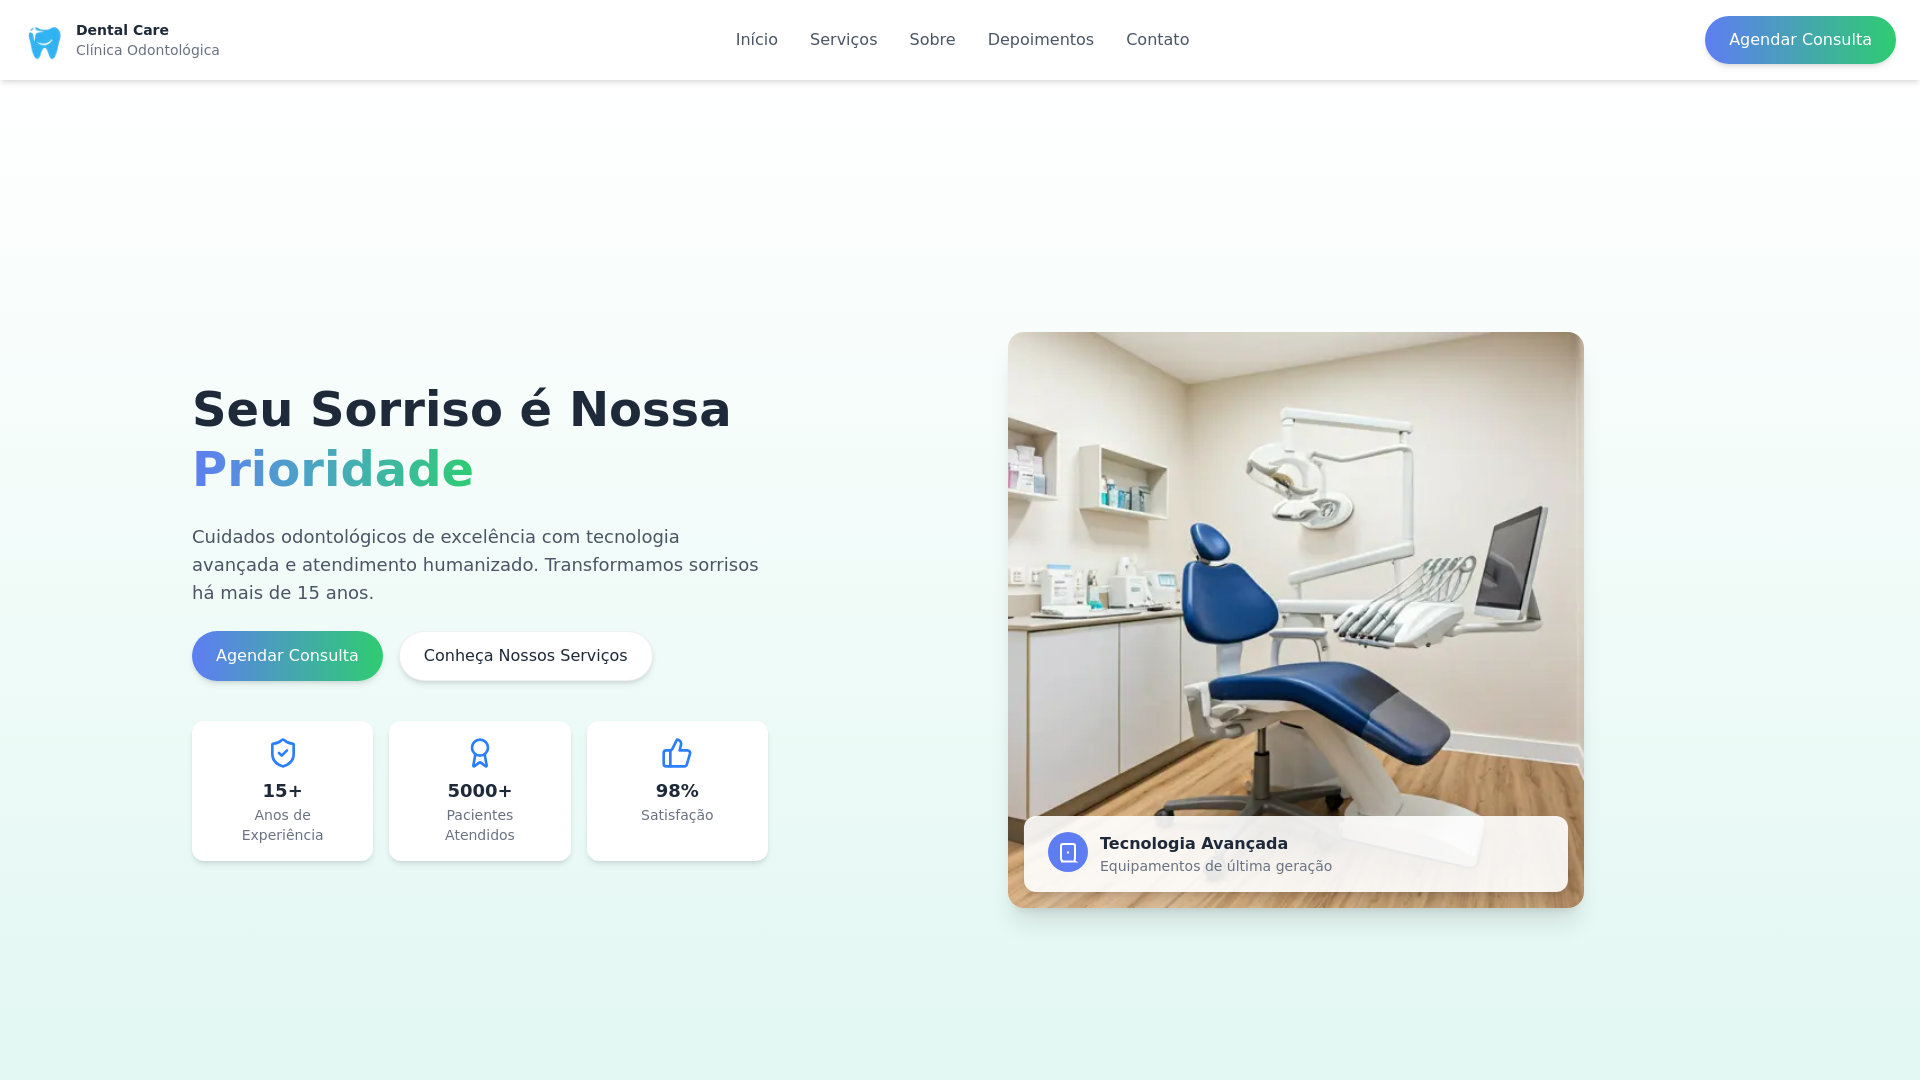 Dental Care
Clínica Odontológica
Início
Serviços
Sobre
Depoimentos
Contato
Agendar Consulta
Seu Sorriso é Nossa
Prioridade
Cuidados odontológicos de excelência com tecnologia
avançada e atendimento humanizado. Transformamos sorrisos
há mais de 15 anos.
Agendar Consulta
Conheça Nossos Serviços
15+
Anos de
Experiência
5000+
Pacientes
Atendidos
98%
Satisfação
Tecnologia Avançada
Equipamentos de última geração